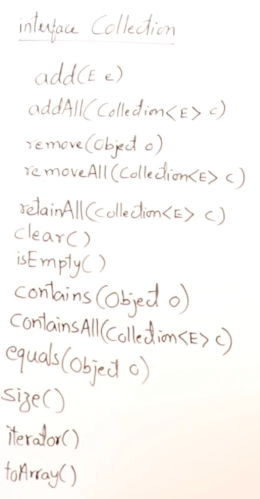 interface Collection
add(E e)
addAll(Collection<E> c)
remove(Object o)
removeAll(Collection<E> c)
retainAll(Collection<E> c)
clear()
isEmpty()
contains(Object o)
containsAll(Collection<E> c)
equals(Object o)
size()
iterator()
toArray()